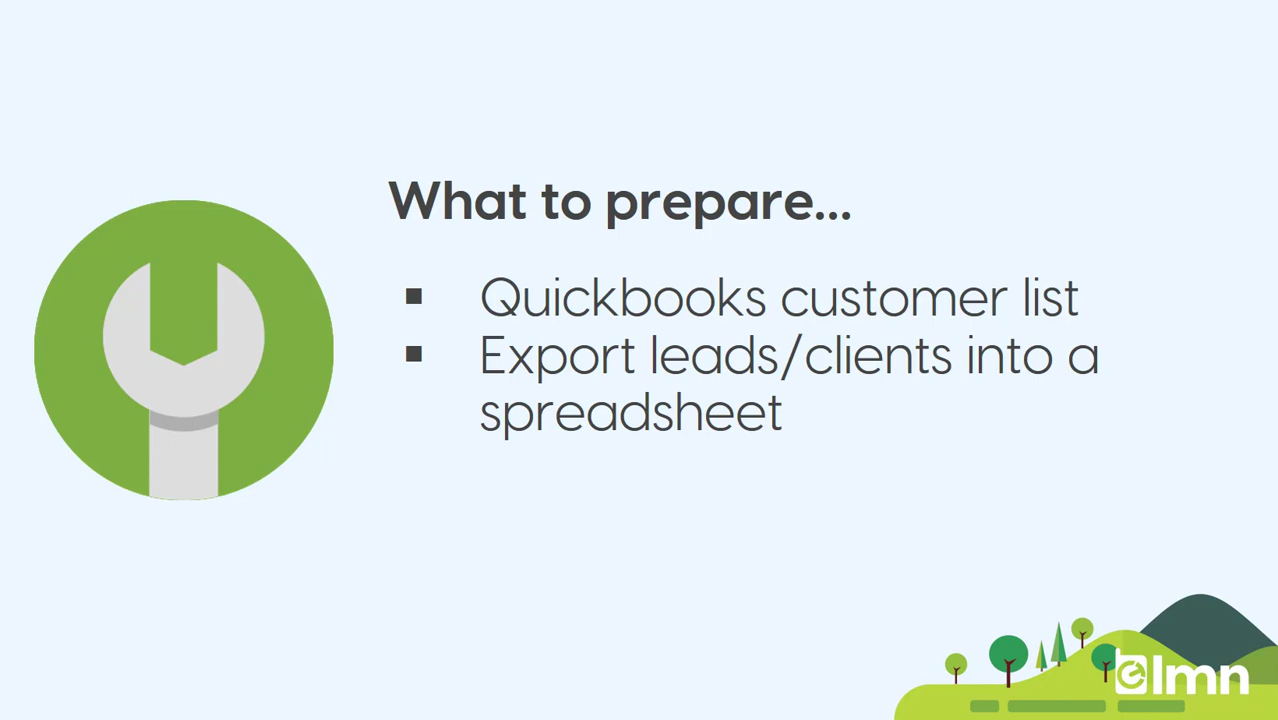 What to prepare...
▪ Quickbooks customer list
▪ Export leads/clients into a
spreadsheet
lmn